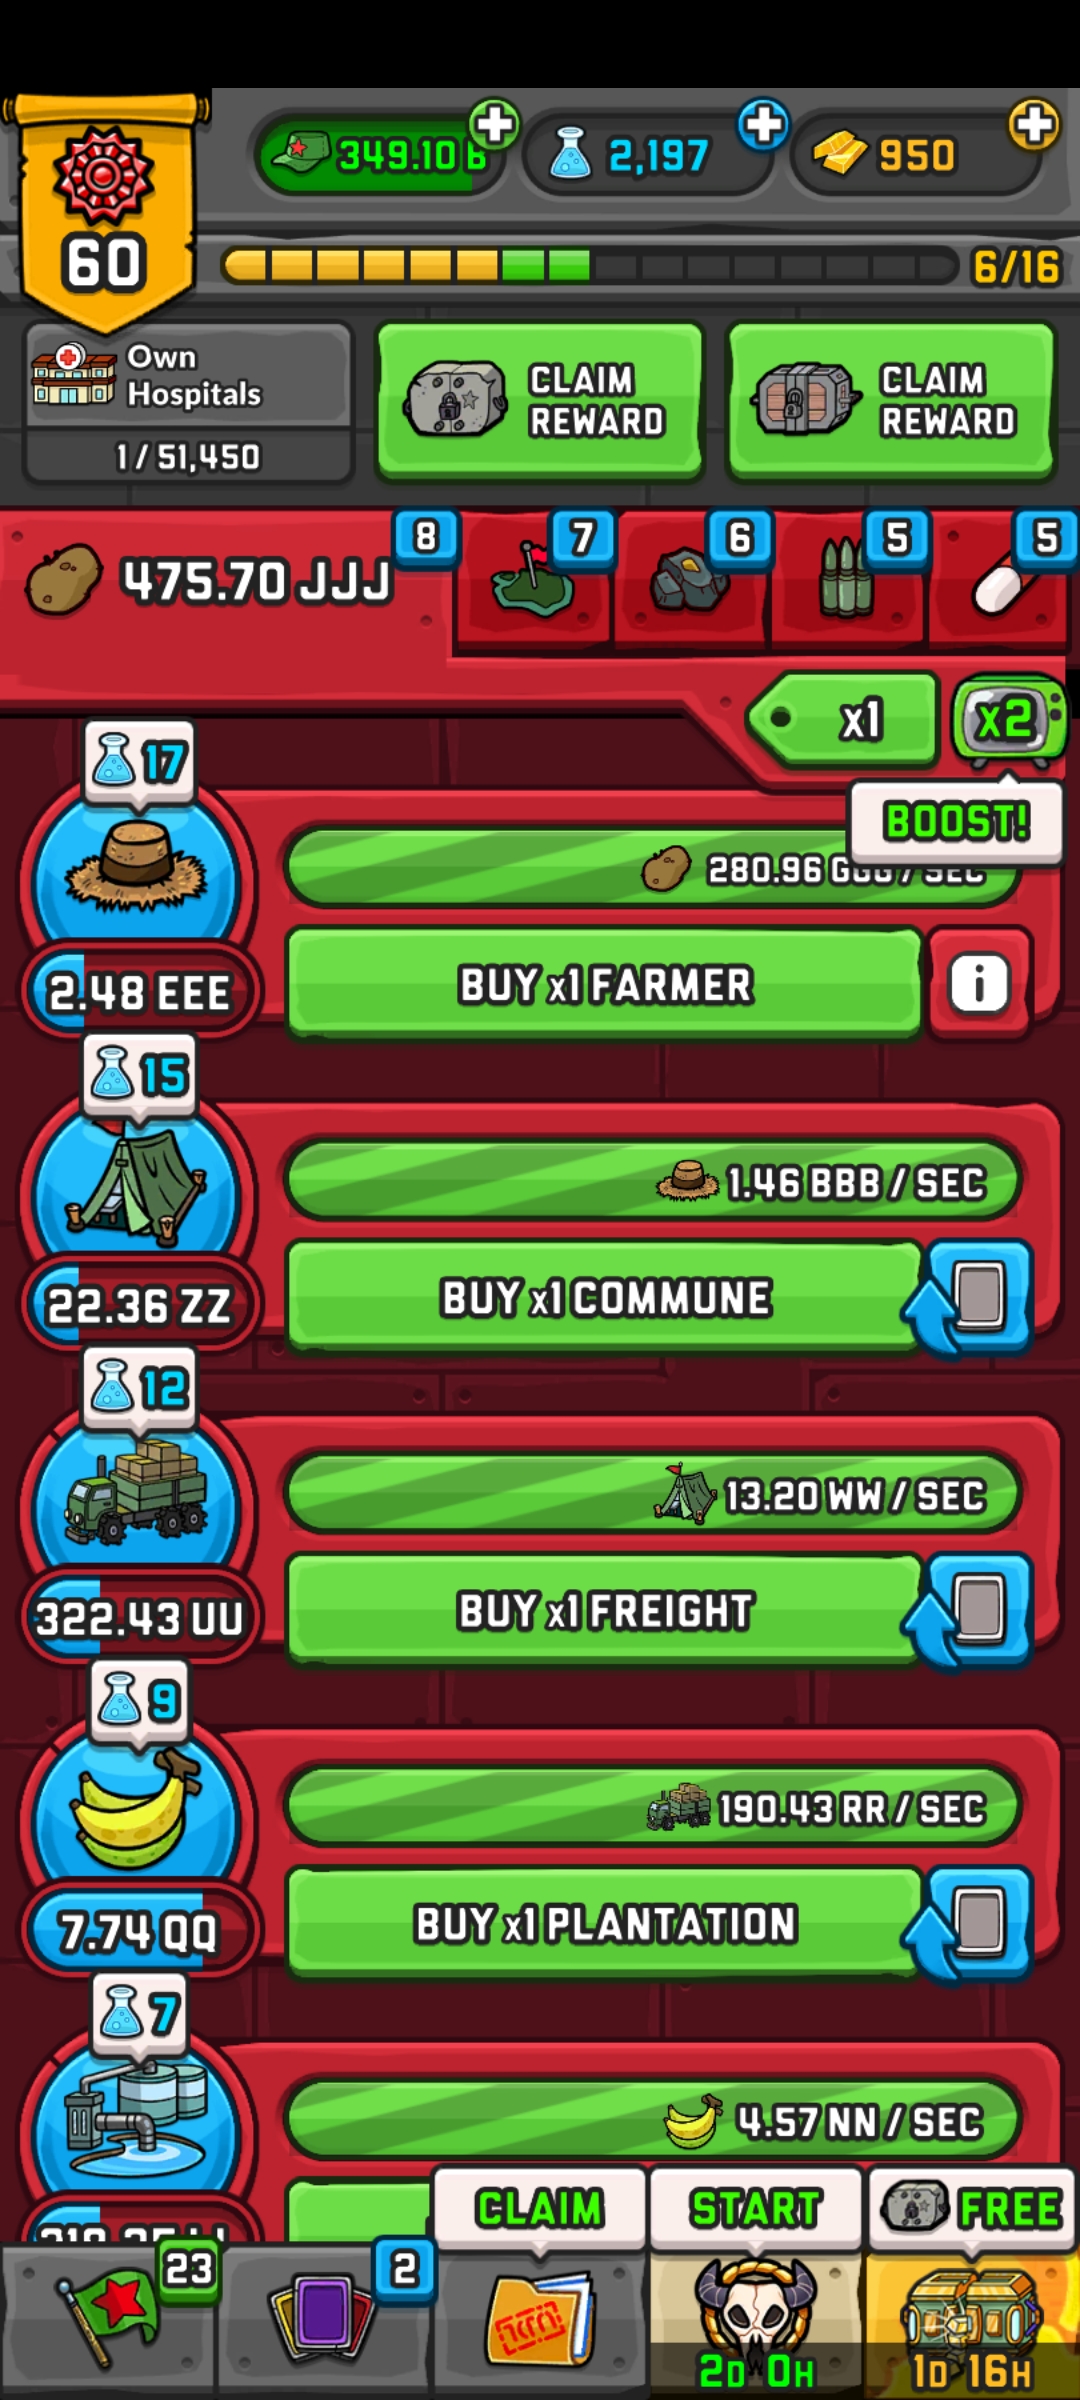 349.10 B
2,197
950
60
6/16
Own
Hospitals
1 / 51,450
CLAIM
REWARD
CLAIM
REWARD
475.70 JJJ
8
7
6
5
5
x1
x2
BOOST!
17
280.96 GGG / SEC
2.48 EEE
BUY x1 FARMER
i
15
1.46 BBB / SEC
22.36 ZZ
BUY x1 COMMUNE
12
13.20 WW / SEC
322.43 UU
BUY x1 FREIGHT
9
190.43 RR / SEC
7.74 QQ
BUY x1 PLANTATION
7
4.57 NN / SEC
CLAIM
START
FREE
23
2
2D 0H
1D 16H